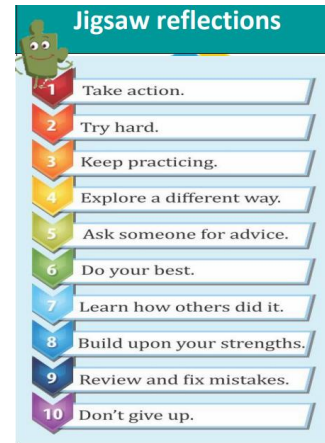 Jigsaw reflections
1 Take action.
2 Try hard.
3 Keep practicing.
4 Explore a different way.
5 Ask someone for advice.
6 Do your best.
7 Learn how others did it.
8 Build upon your strengths.
9 Review and fix mistakes.
10 Don't give up.